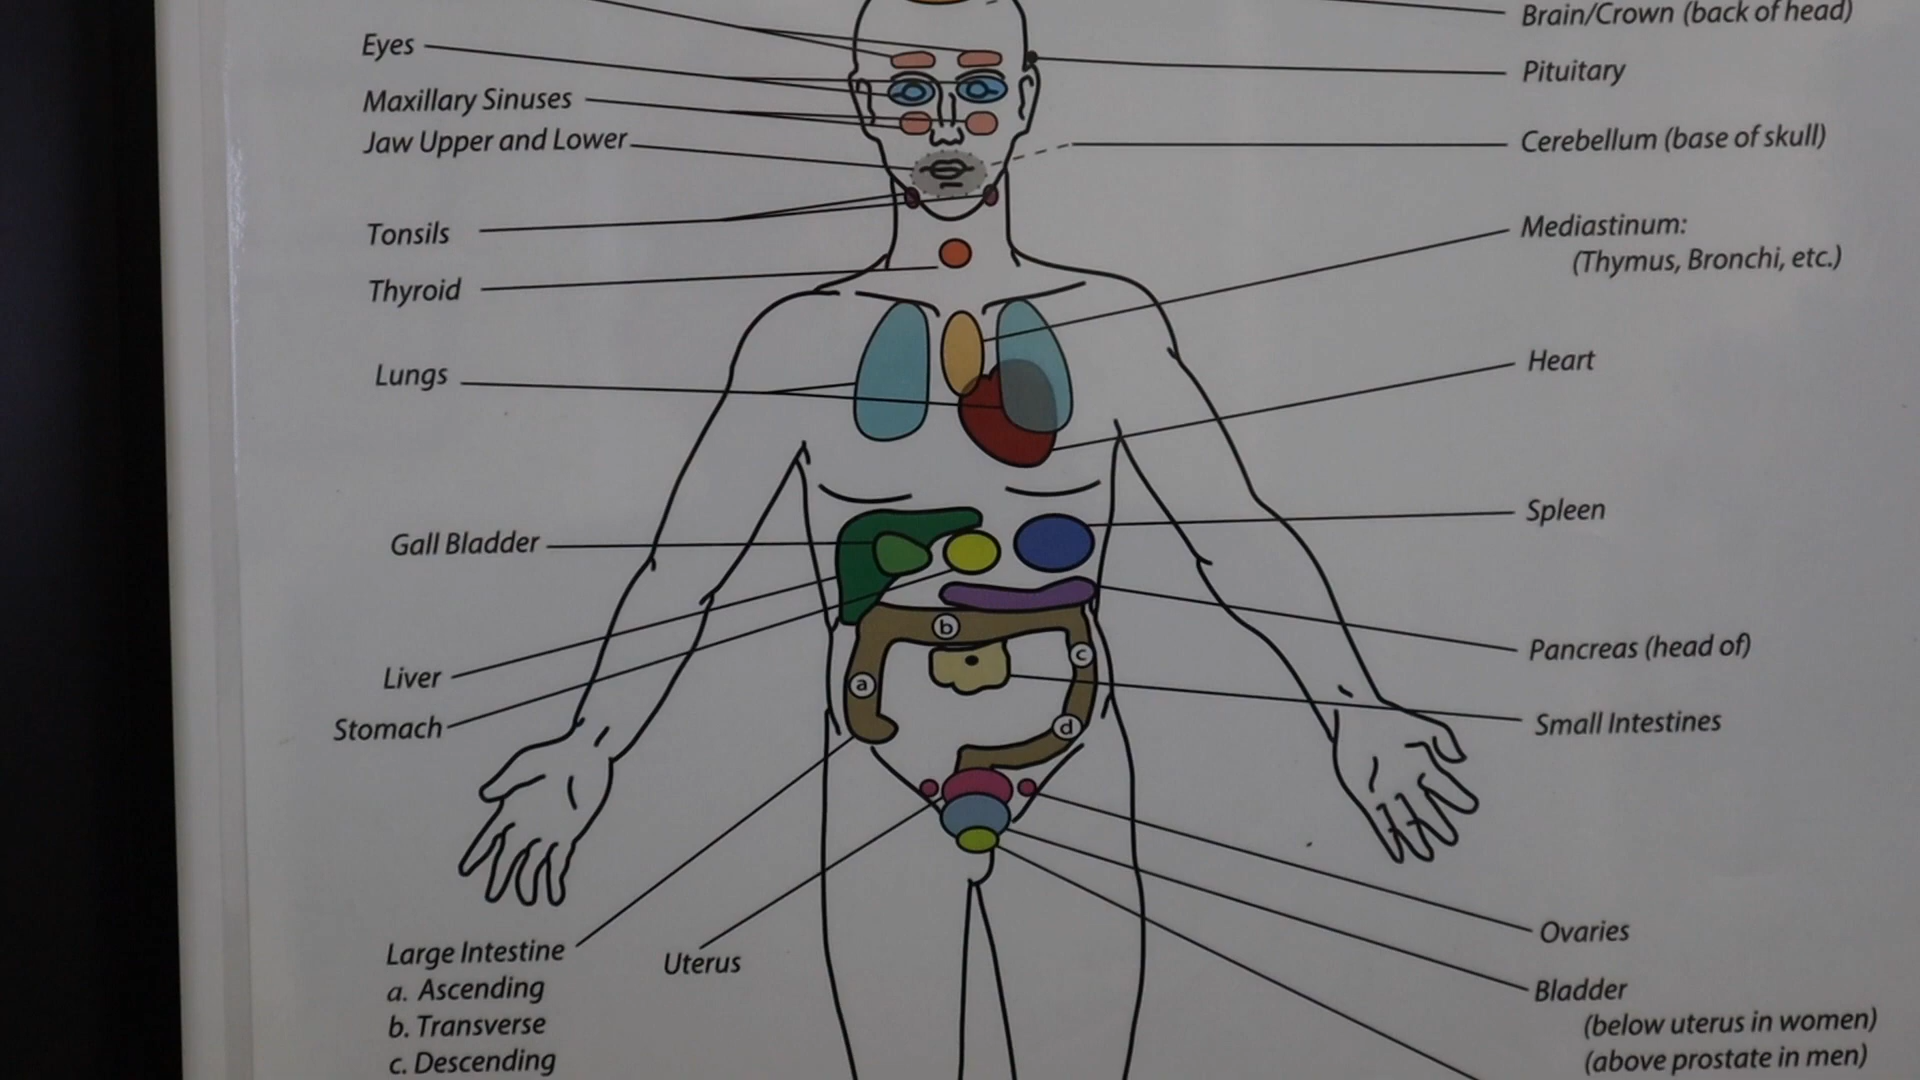 Brain/Crown (back of head)
Eyes
Pituitary
Maxillary Sinuses
Jaw Upper and Lower
Cerebellum (base of skull)
Tonsils
Mediastinum:
(Thymus, Bronchi, etc.)
Thyroid
Lungs
Heart
Gall Bladder
Spleen
b
c
a
d
Liver
Pancreas (head of)
Stomach
Small Intestines
Large Intestine
a. Ascending
b. Transverse
c. Descending
Uterus
Ovaries
Bladder
(below uterus in women)
(above prostate in men)